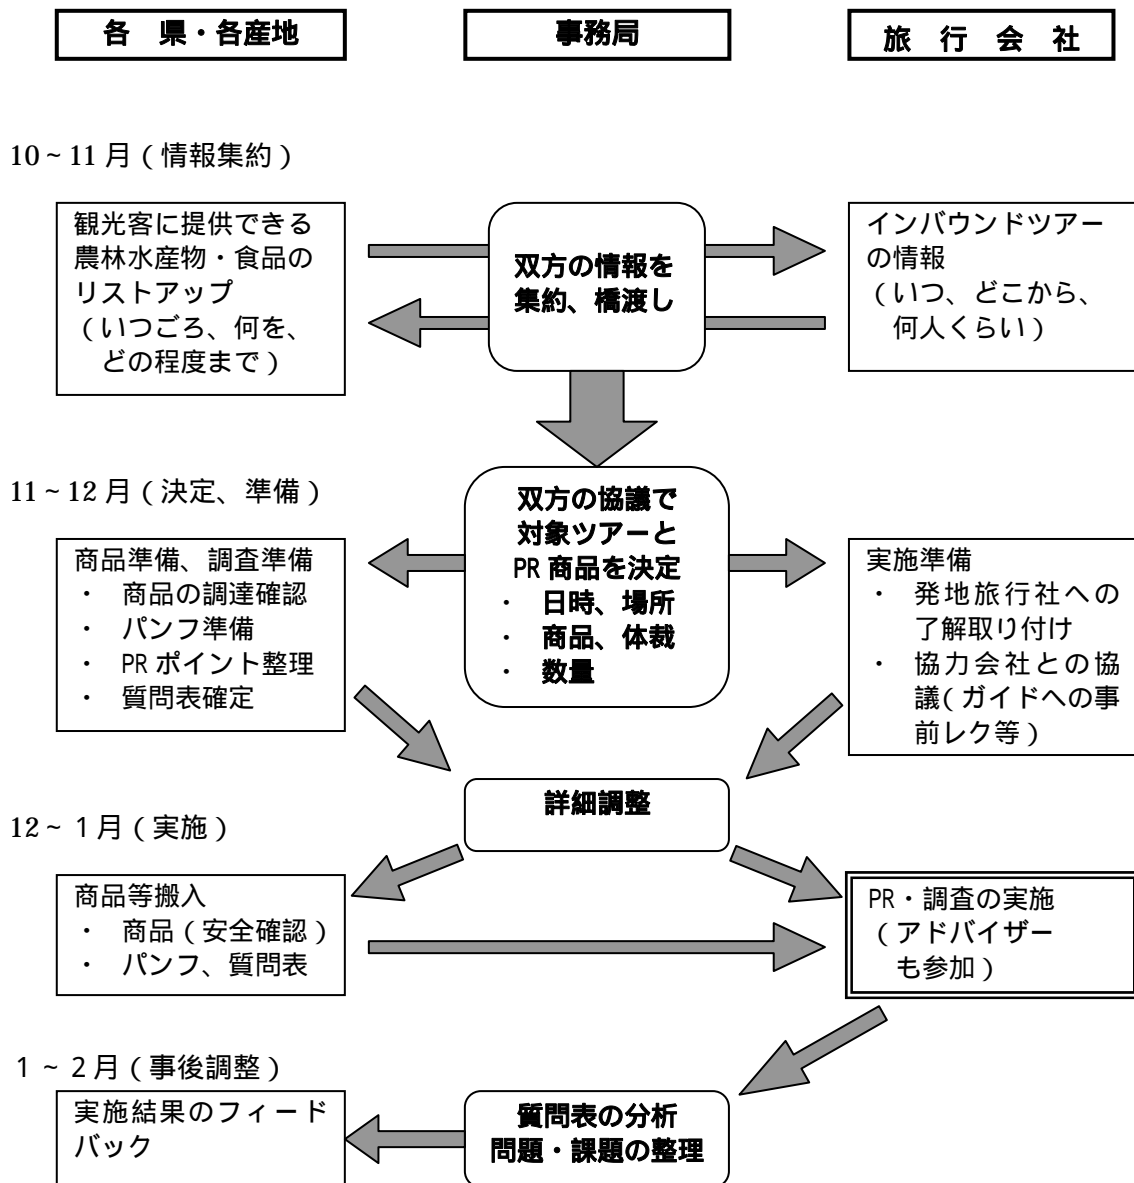 各　県・各産地
事務局
旅　行　会　社
10～11月（情報集約）
観光客に提供できる
農林水産物・食品の
リストアップ
（いつごろ、何を、
どの程度まで）
双方の情報を
集約、橋渡し
インバウンドツアー
の情報
（いつ、どこから、
何人くらい）
11～12月（決定、準備）
商品準備、調査準備
・　商品の調達確認
・　パンフ準備
・　PRポイント整理
・　質問表確定
双方の協議で
対象ツアーと
PR商品を決定
・　日時、場所
・　商品、体裁
・　数量
実施準備
・　発地旅行社への
了解取り付け
・　協力会社との協
議（ガイドへの事
前レク等）
詳細調整
12～1月（実施）
商品等搬入
・　商品（安全確認）
・　パンフ、質問表
PR・調査の実施
（アドバイザー
も参加）
1～2月（事後調整）
実施結果のフィード
バック
質問表の分析
問題・課題の整理